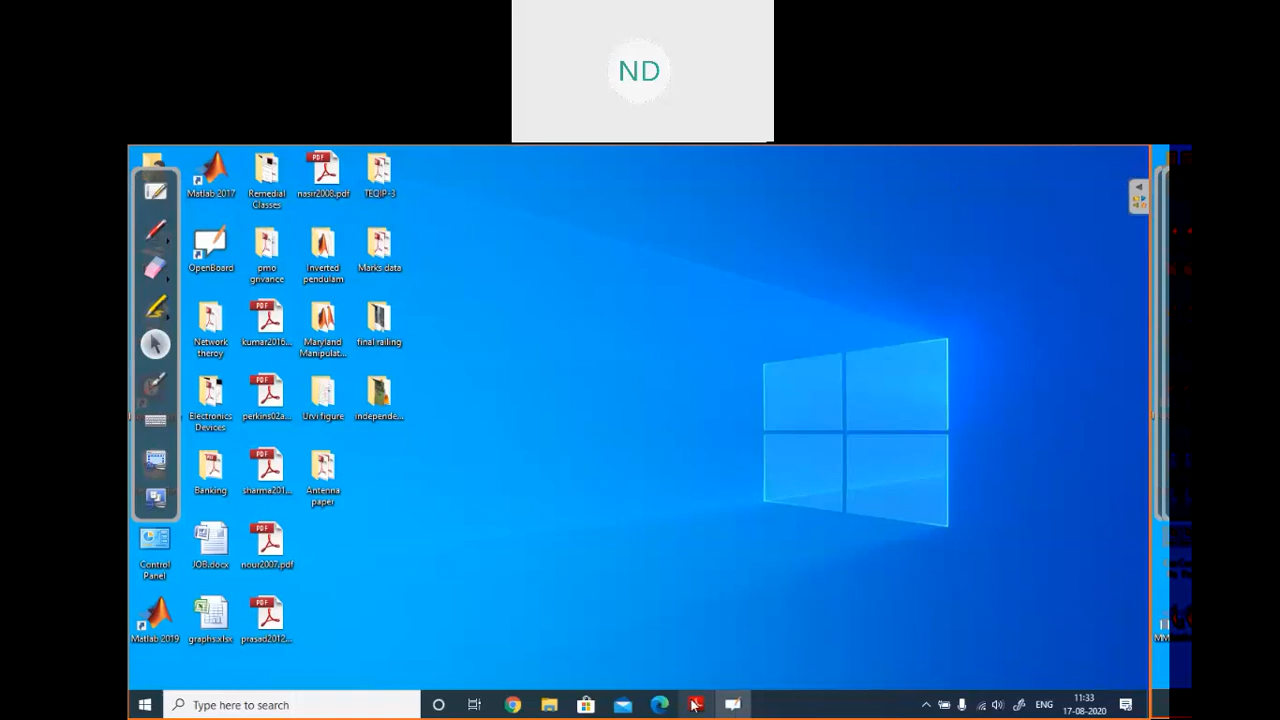 ND
Matlab 2017
Remedial
Classes
nasir2008.pdf
TEQIP-3
OpenBoard
pmo
grivance
Inverted
pendulam
Marks data
Network
theroy
kumar2016...
Maryland
Manipulat...
final railing
Electronics
Devices
perkins02a...
Urvi figure
independe...
Banking
sharma201...
Antenna
paper
Control
Panel
JOB.docx
nour2007.pdf
Matlab 2019
graphs.xlsx
prasad2012...
MM
Type here to search
ENG
11:33
17-08-2020